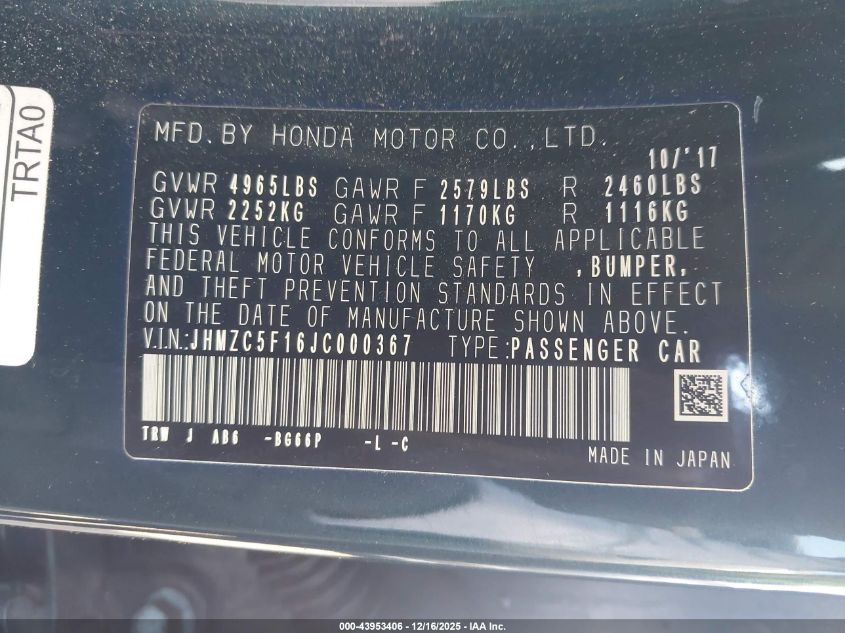 TRTA0
MFD.BY HONDA MOTOR CO.,LTD.
10/'17
GVWR 4965LBS GAWR F 2579LBS R 2460LBS
GVWR 2252KG GAWR F 1170KG R 1116KG
THIS VEHICLE CONFORMS TO ALL APPLICABLE
FEDERAL MOTOR VEHICLE SAFETY ,BUMPER,
AND THEFT PREVENTION STANDARDS IN EFFECT
ON THE DATE OF MANUFACTURE SHOWN ABOVE.
V.I.N.:JHMZC5F16JC000367 TYPE:PASSENGER CAR
TRW J AB6 -BG66P -L -C
MADE IN JAPAN
000-43953406 - 12/16/2025 - IAA Inc.